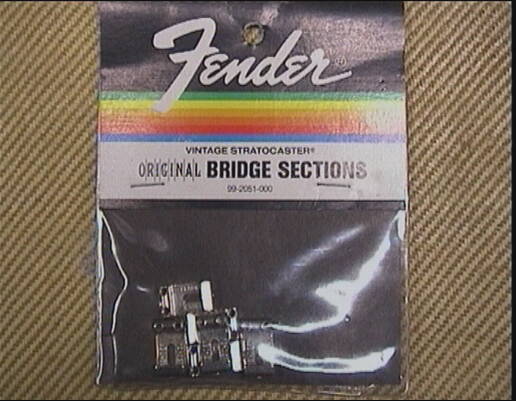 Fender®
VINTAGE STRATOCASTER®
ORIGINAL BRIDGE SECTIONS
99-2051-000